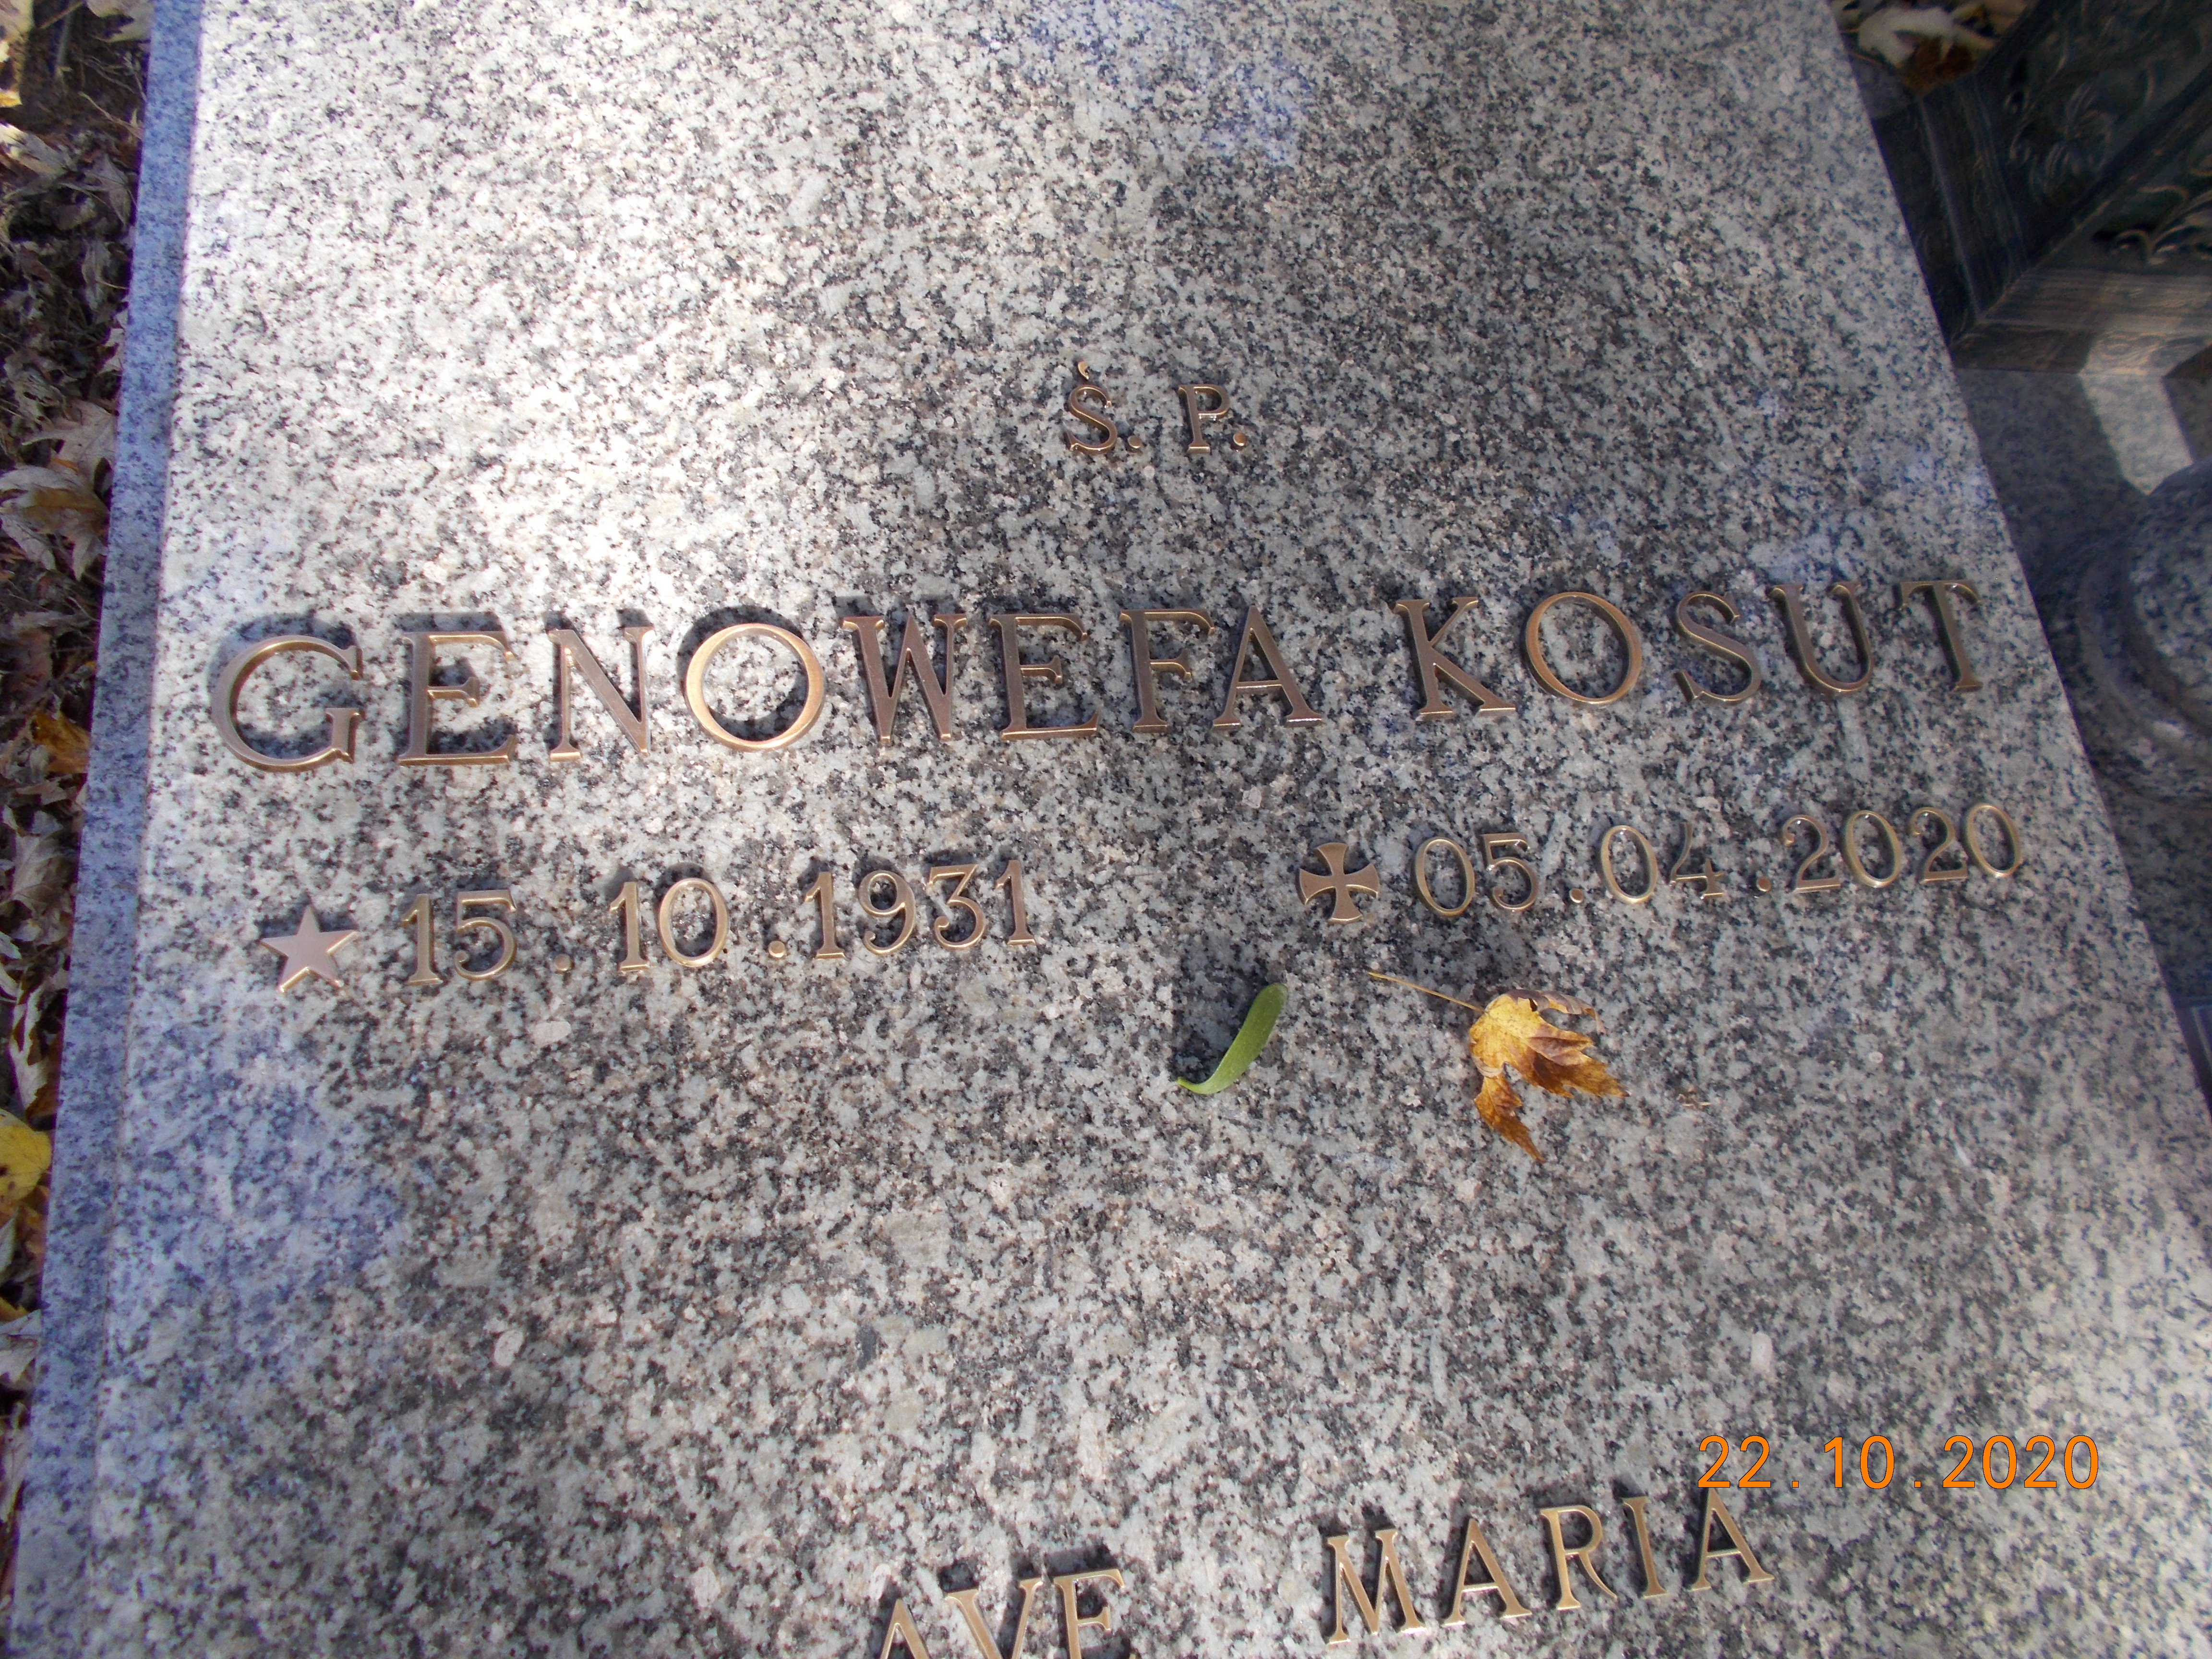 Ś. P.
GENOWEFA KOSUT
★ 15.10.1931 ✠ 05.04.2020
22.10.2020
AVE MARIA